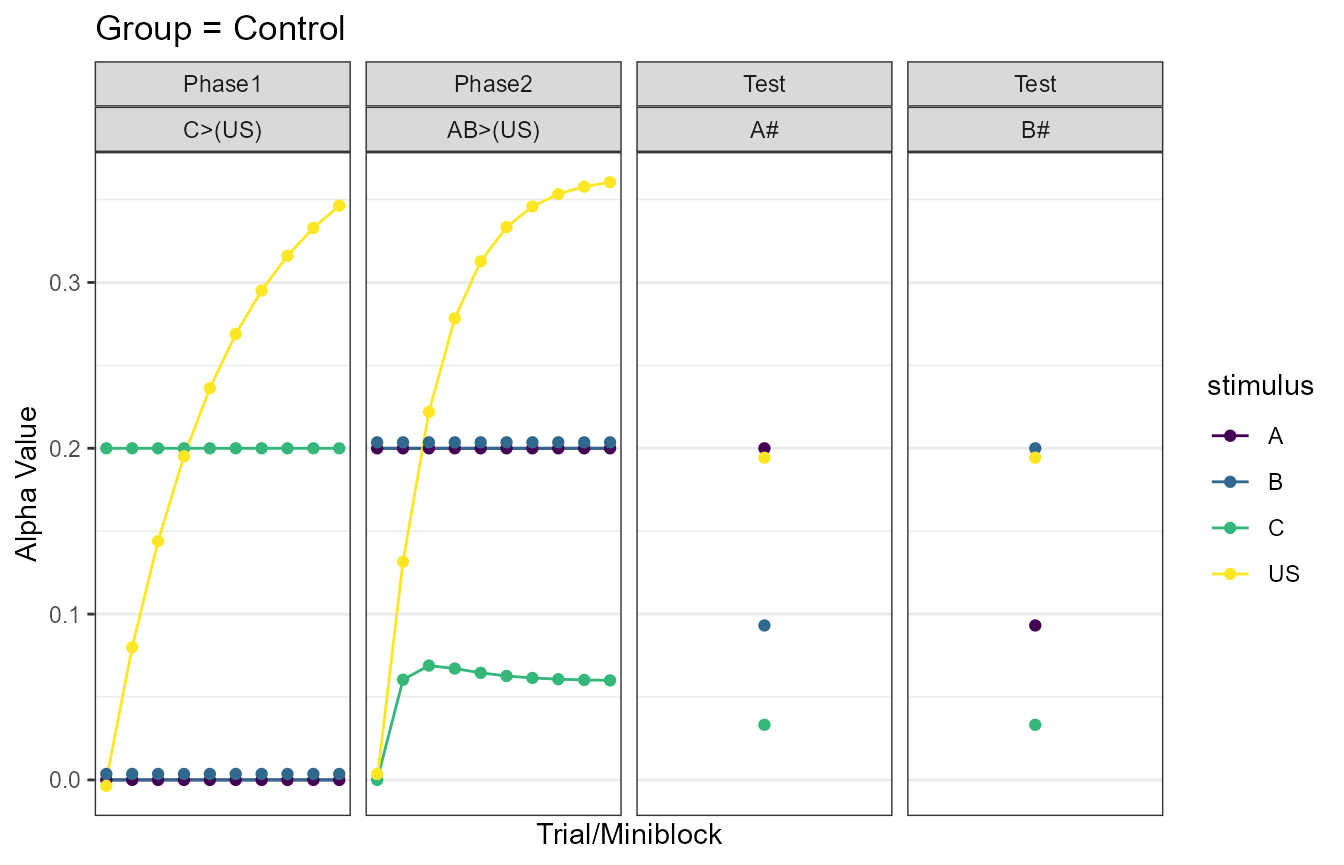 Group = Control
Phase1
Phase2
Test
Test
C>(US)
AB>(US)
A#
B#
0.3
0.2
0.1
0.0
Alpha Value
Trial/Miniblock
stimulus
A
B
C
US